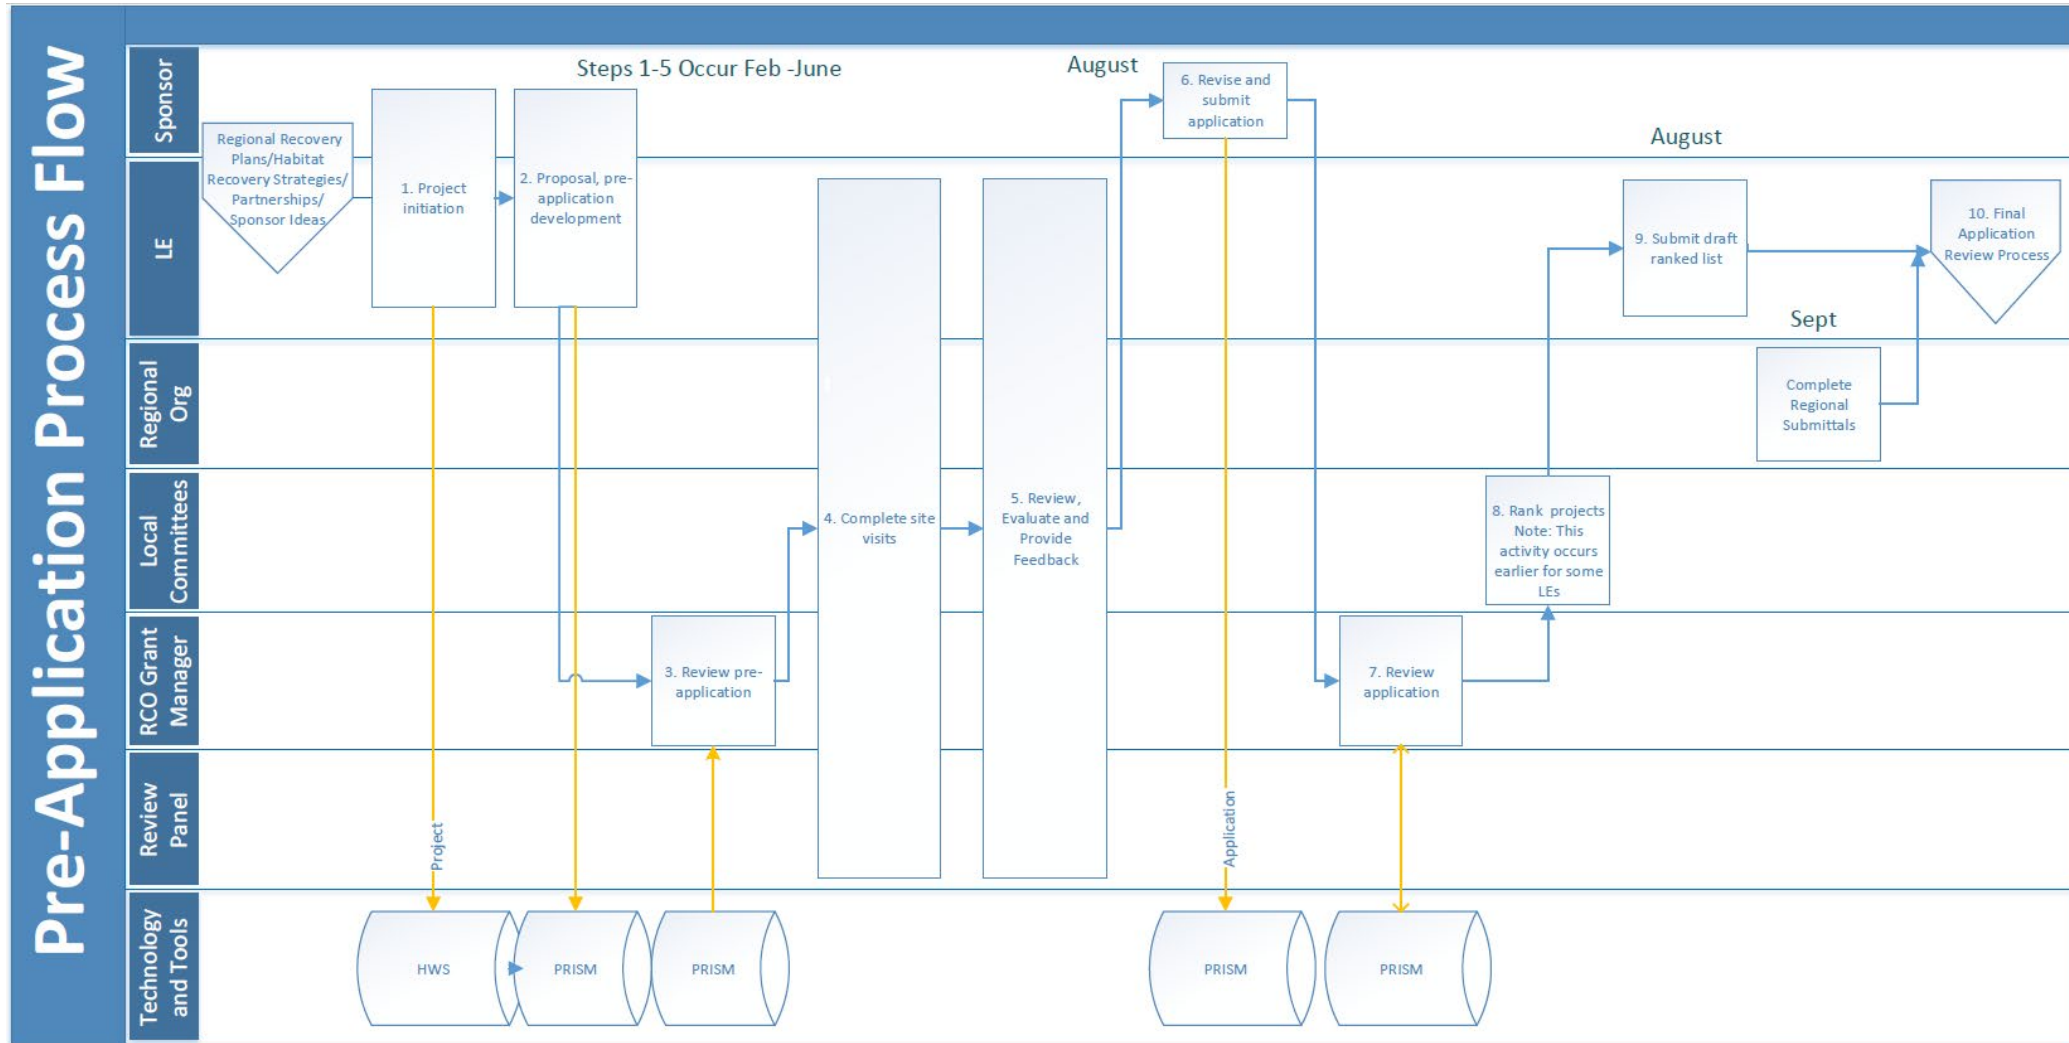 Pre-Application Process Flow
Sponsor
LE
Regional
Org
Local
Committees
RCO Grant
Manager
Review
Panel
Technology
and Tools
Steps 1-5 Occur Feb -June
August
August
Sept
Regional Recovery
Plans/Habitat
Recovery Strategies/
Partnerships/
Sponsor Ideas
1. Project
initiation
2. Proposal, pre-
application
development
3. Review pre-
application
4. Complete site
visits
5. Review,
Evaluate and
Provide
Feedback
6. Revise and
submit
application
7. Review
application
8. Rank projects
Note: This
activity occurs
earlier for some
LEs
9. Submit draft
ranked list
Complete
Regional
Submittals
10. Final
Application
Review Process
Project
Application
HWS
PRISM
PRISM
PRISM
PRISM